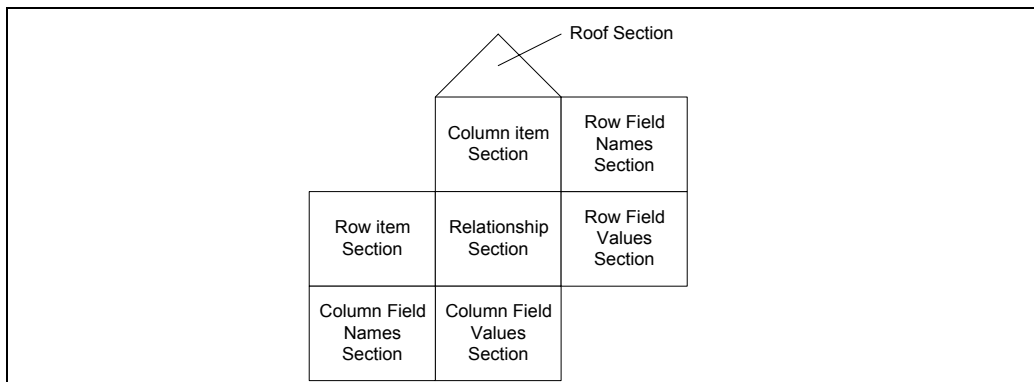 Roof Section
Column item
Section
Row Field
Names
Section
Row item
Section
Relationship
Section
Row Field
Values
Section
Column Field
Names
Section
Column Field
Values
Section